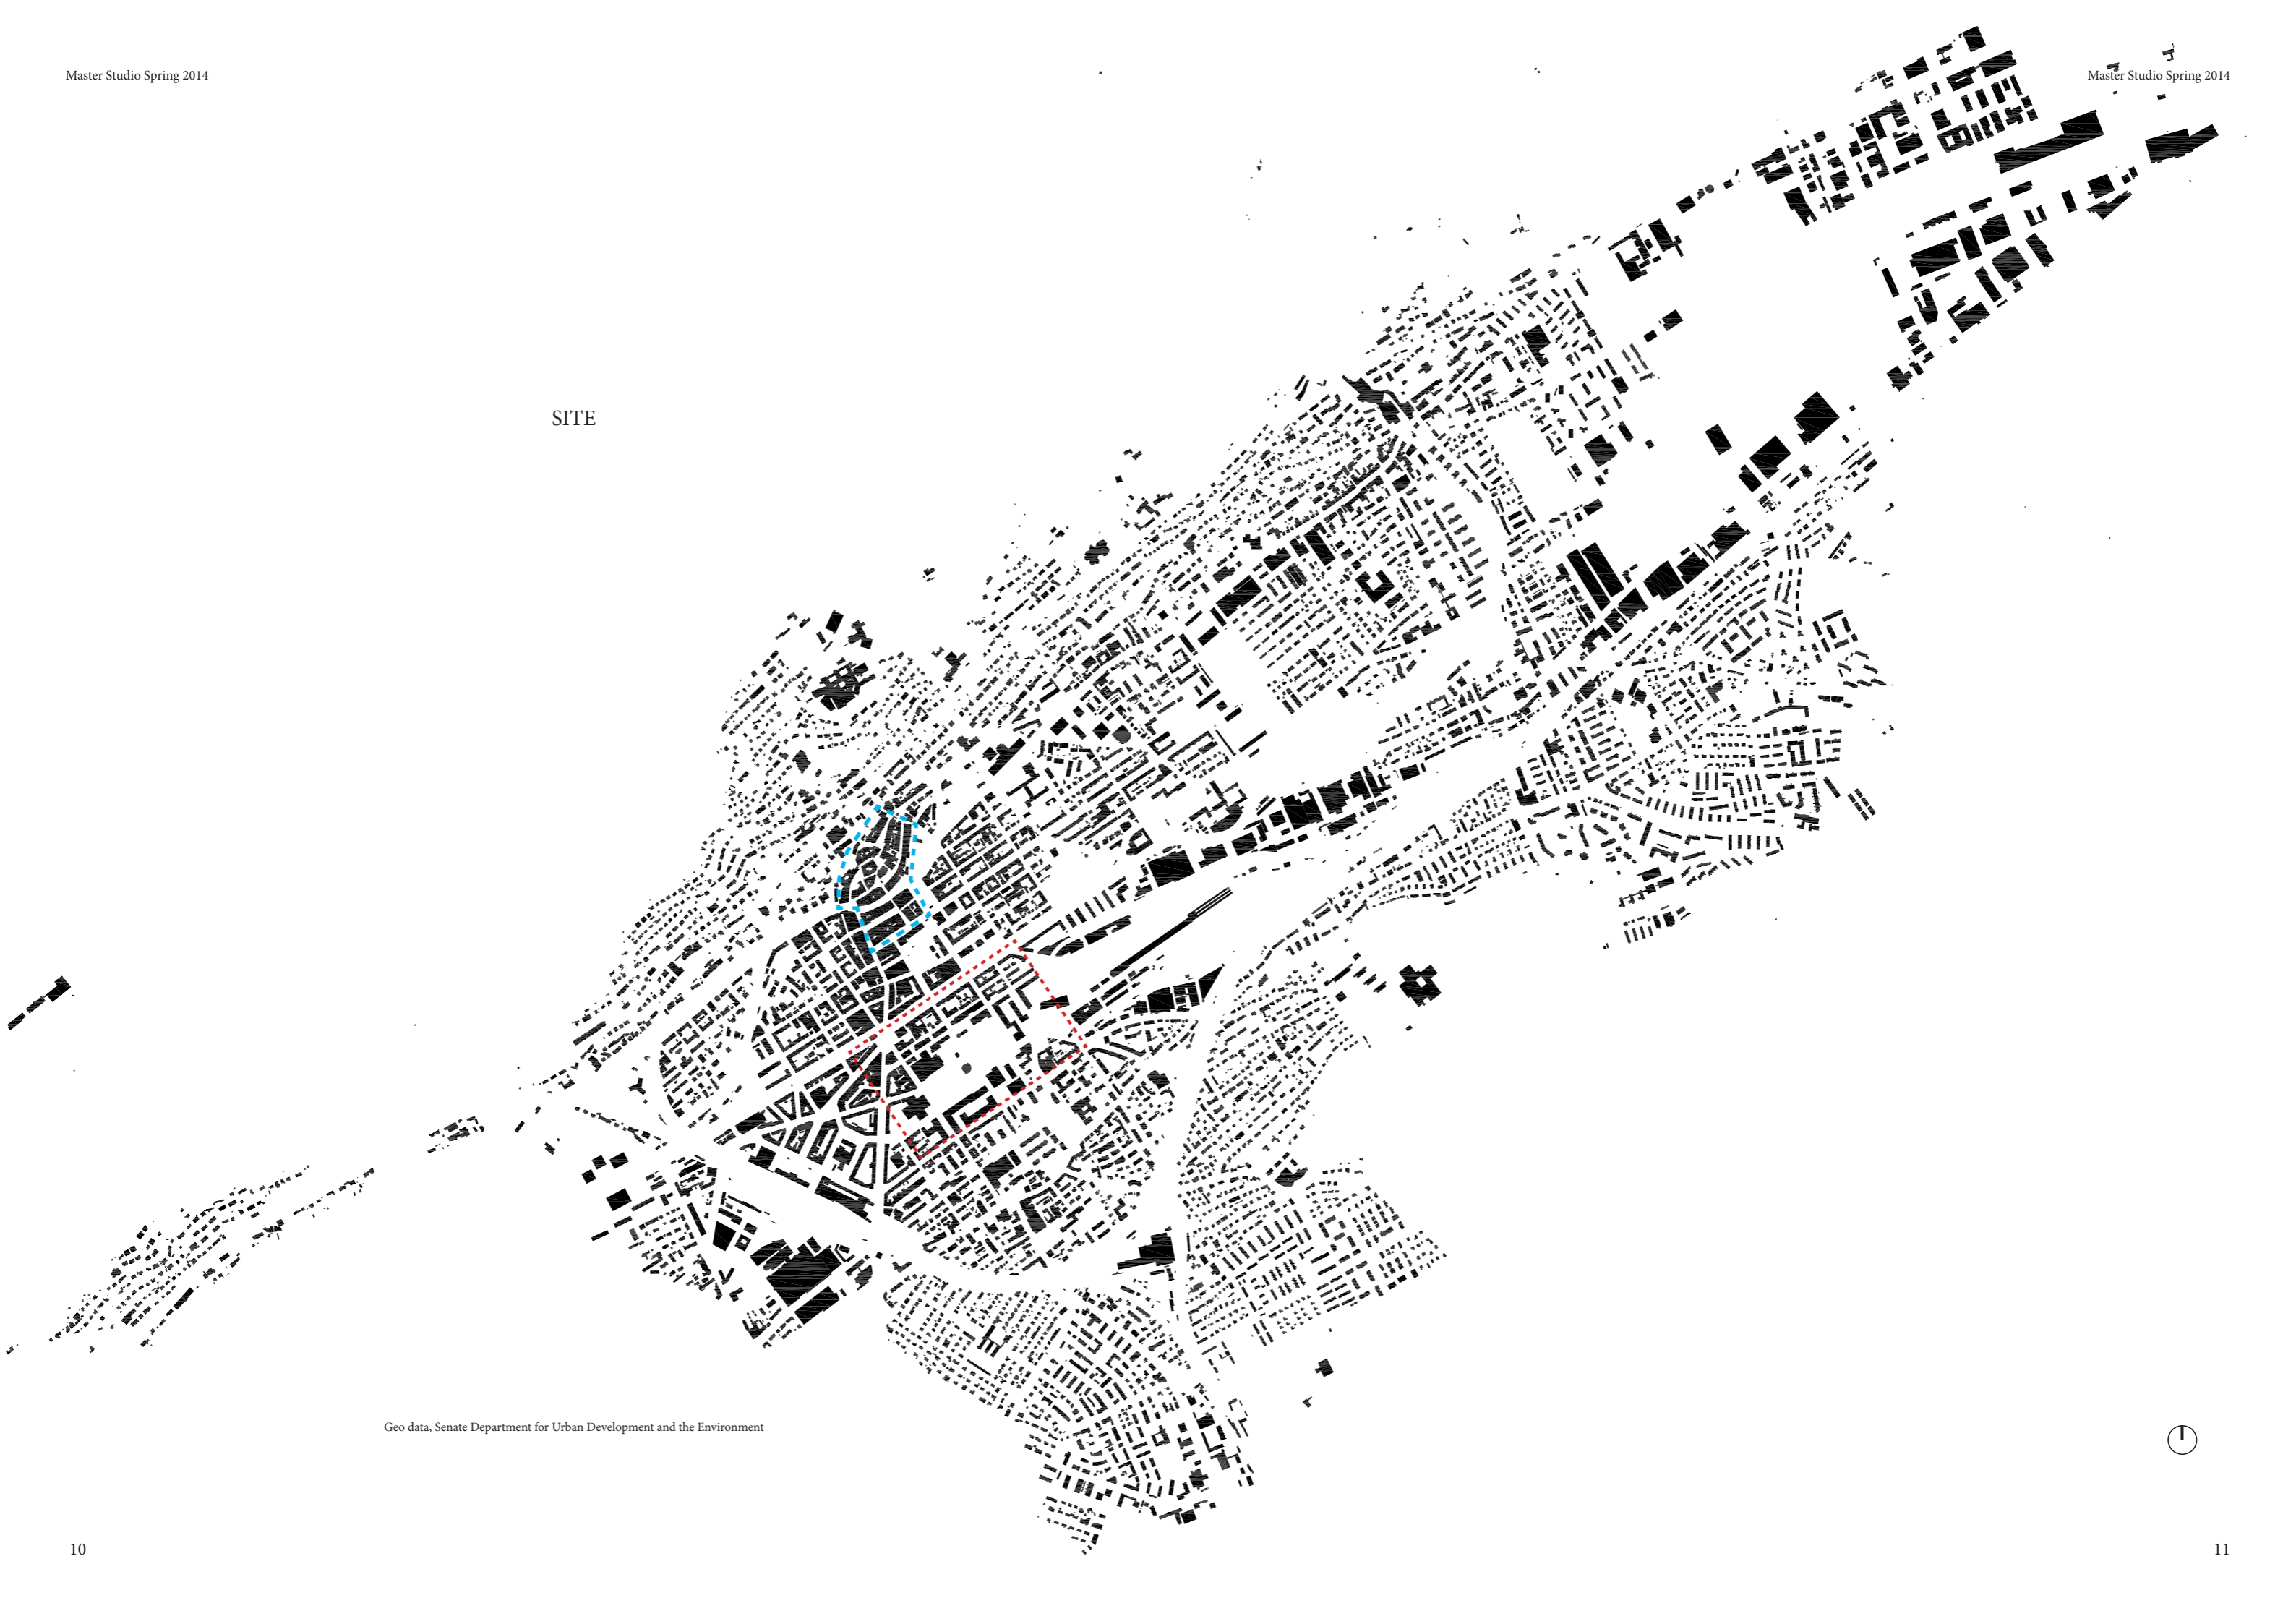 Master Studio Spring 2014
Master Studio Spring 2014
SITE
Geo data, Senate Department for Urban Development and the Environment
10
11